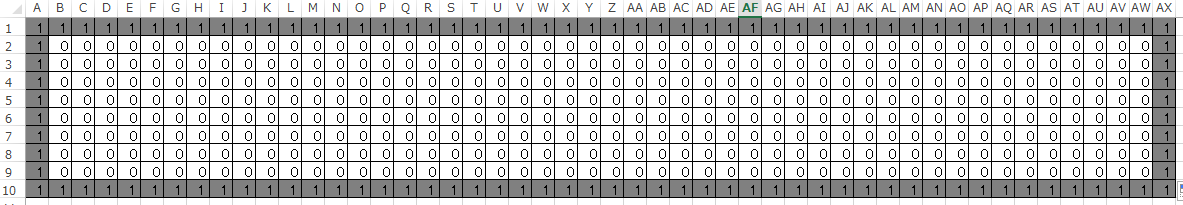 A B C D E F G H I J K L M N O P Q R S T U V W X Y Z AA AB AC AD AE AF AG AH AI AJ AK AL AM AN AO AP AQ AR AS AT AU AV AW AX
1 1 1 1 1 1 1 1 1 1 1 1 1 1 1 1 1 1 1 1 1 1 1 1 1 1 1 1 1 1 1 1 1 1 1 1 1 1 1 1 1 1 1 1 1 1 1 1 1 1 1
2 1 0 0 0 0 0 0 0 0 0 0 0 0 0 0 0 0 0 0 0 0 0 0 0 0 0 0 0 0 0 0 0 0 0 0 0 0 0 0 0 0 0 0 0 0 0 0 0 0 0 1
3 1 0 0 0 0 0 0 0 0 0 0 0 0 0 0 0 0 0 0 0 0 0 0 0 0 0 0 0 0 0 0 0 0 0 0 0 0 0 0 0 0 0 0 0 0 0 0 0 0 0 1
4 1 0 0 0 0 0 0 0 0 0 0 0 0 0 0 0 0 0 0 0 0 0 0 0 0 0 0 0 0 0 0 0 0 0 0 0 0 0 0 0 0 0 0 0 0 0 0 0 0 0 1
5 1 0 0 0 0 0 0 0 0 0 0 0 0 0 0 0 0 0 0 0 0 0 0 0 0 0 0 0 0 0 0 0 0 0 0 0 0 0 0 0 0 0 0 0 0 0 0 0 0 0 1
6 1 0 0 0 0 0 0 0 0 0 0 0 0 0 0 0 0 0 0 0 0 0 0 0 0 0 0 0 0 0 0 0 0 0 0 0 0 0 0 0 0 0 0 0 0 0 0 0 0 0 1
7 1 0 0 0 0 0 0 0 0 0 0 0 0 0 0 0 0 0 0 0 0 0 0 0 0 0 0 0 0 0 0 0 0 0 0 0 0 0 0 0 0 0 0 0 0 0 0 0 0 0 1
8 1 0 0 0 0 0 0 0 0 0 0 0 0 0 0 0 0 0 0 0 0 0 0 0 0 0 0 0 0 0 0 0 0 0 0 0 0 0 0 0 0 0 0 0 0 0 0 0 0 0 1
9 1 0 0 0 0 0 0 0 0 0 0 0 0 0 0 0 0 0 0 0 0 0 0 0 0 0 0 0 0 0 0 0 0 0 0 0 0 0 0 0 0 0 0 0 0 0 0 0 0 0 1
10 1 1 1 1 1 1 1 1 1 1 1 1 1 1 1 1 1 1 1 1 1 1 1 1 1 1 1 1 1 1 1 1 1 1 1 1 1 1 1 1 1 1 1 1 1 1 1 1 1 1